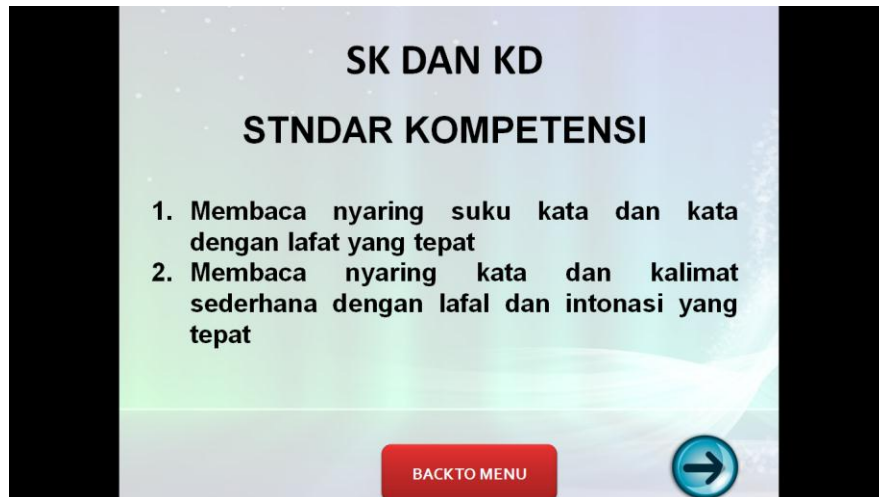 SK DAN KD
STNDAR KOMPETENSI
1. Membaca nyaring suku kata dan kata
dengan lafat yang tepat
2. Membaca nyaring kata dan kalimat
sederhana dengan lafal dan intonasi yang
tepat
BACKTO MENU